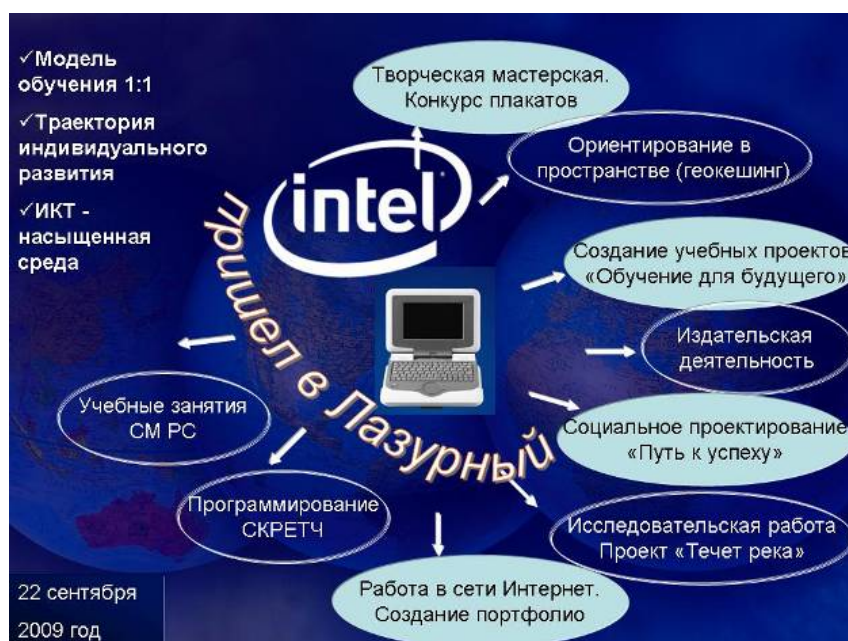 ✓Модель
обучения 1:1
✓Траектория
индивидуального
развития
✓ИКТ -
насыщенная
среда
Творческая мастерская.
Конкурс плакатов
Ориентирование в
пространстве (геокешинг)
intel
пришел в Лазурный
Создание учебных проектов
«Обучение для будущего»
Издательская
деятельность
Социальное проектирование
«Путь к успеху»
Исследовательская работа
Проект «Течет река»
Учебные занятия
СМ РС
Программирование
СКРЕТЧ
Работа в сети Интернет.
Создание портфолио
22 сентября
2009 год